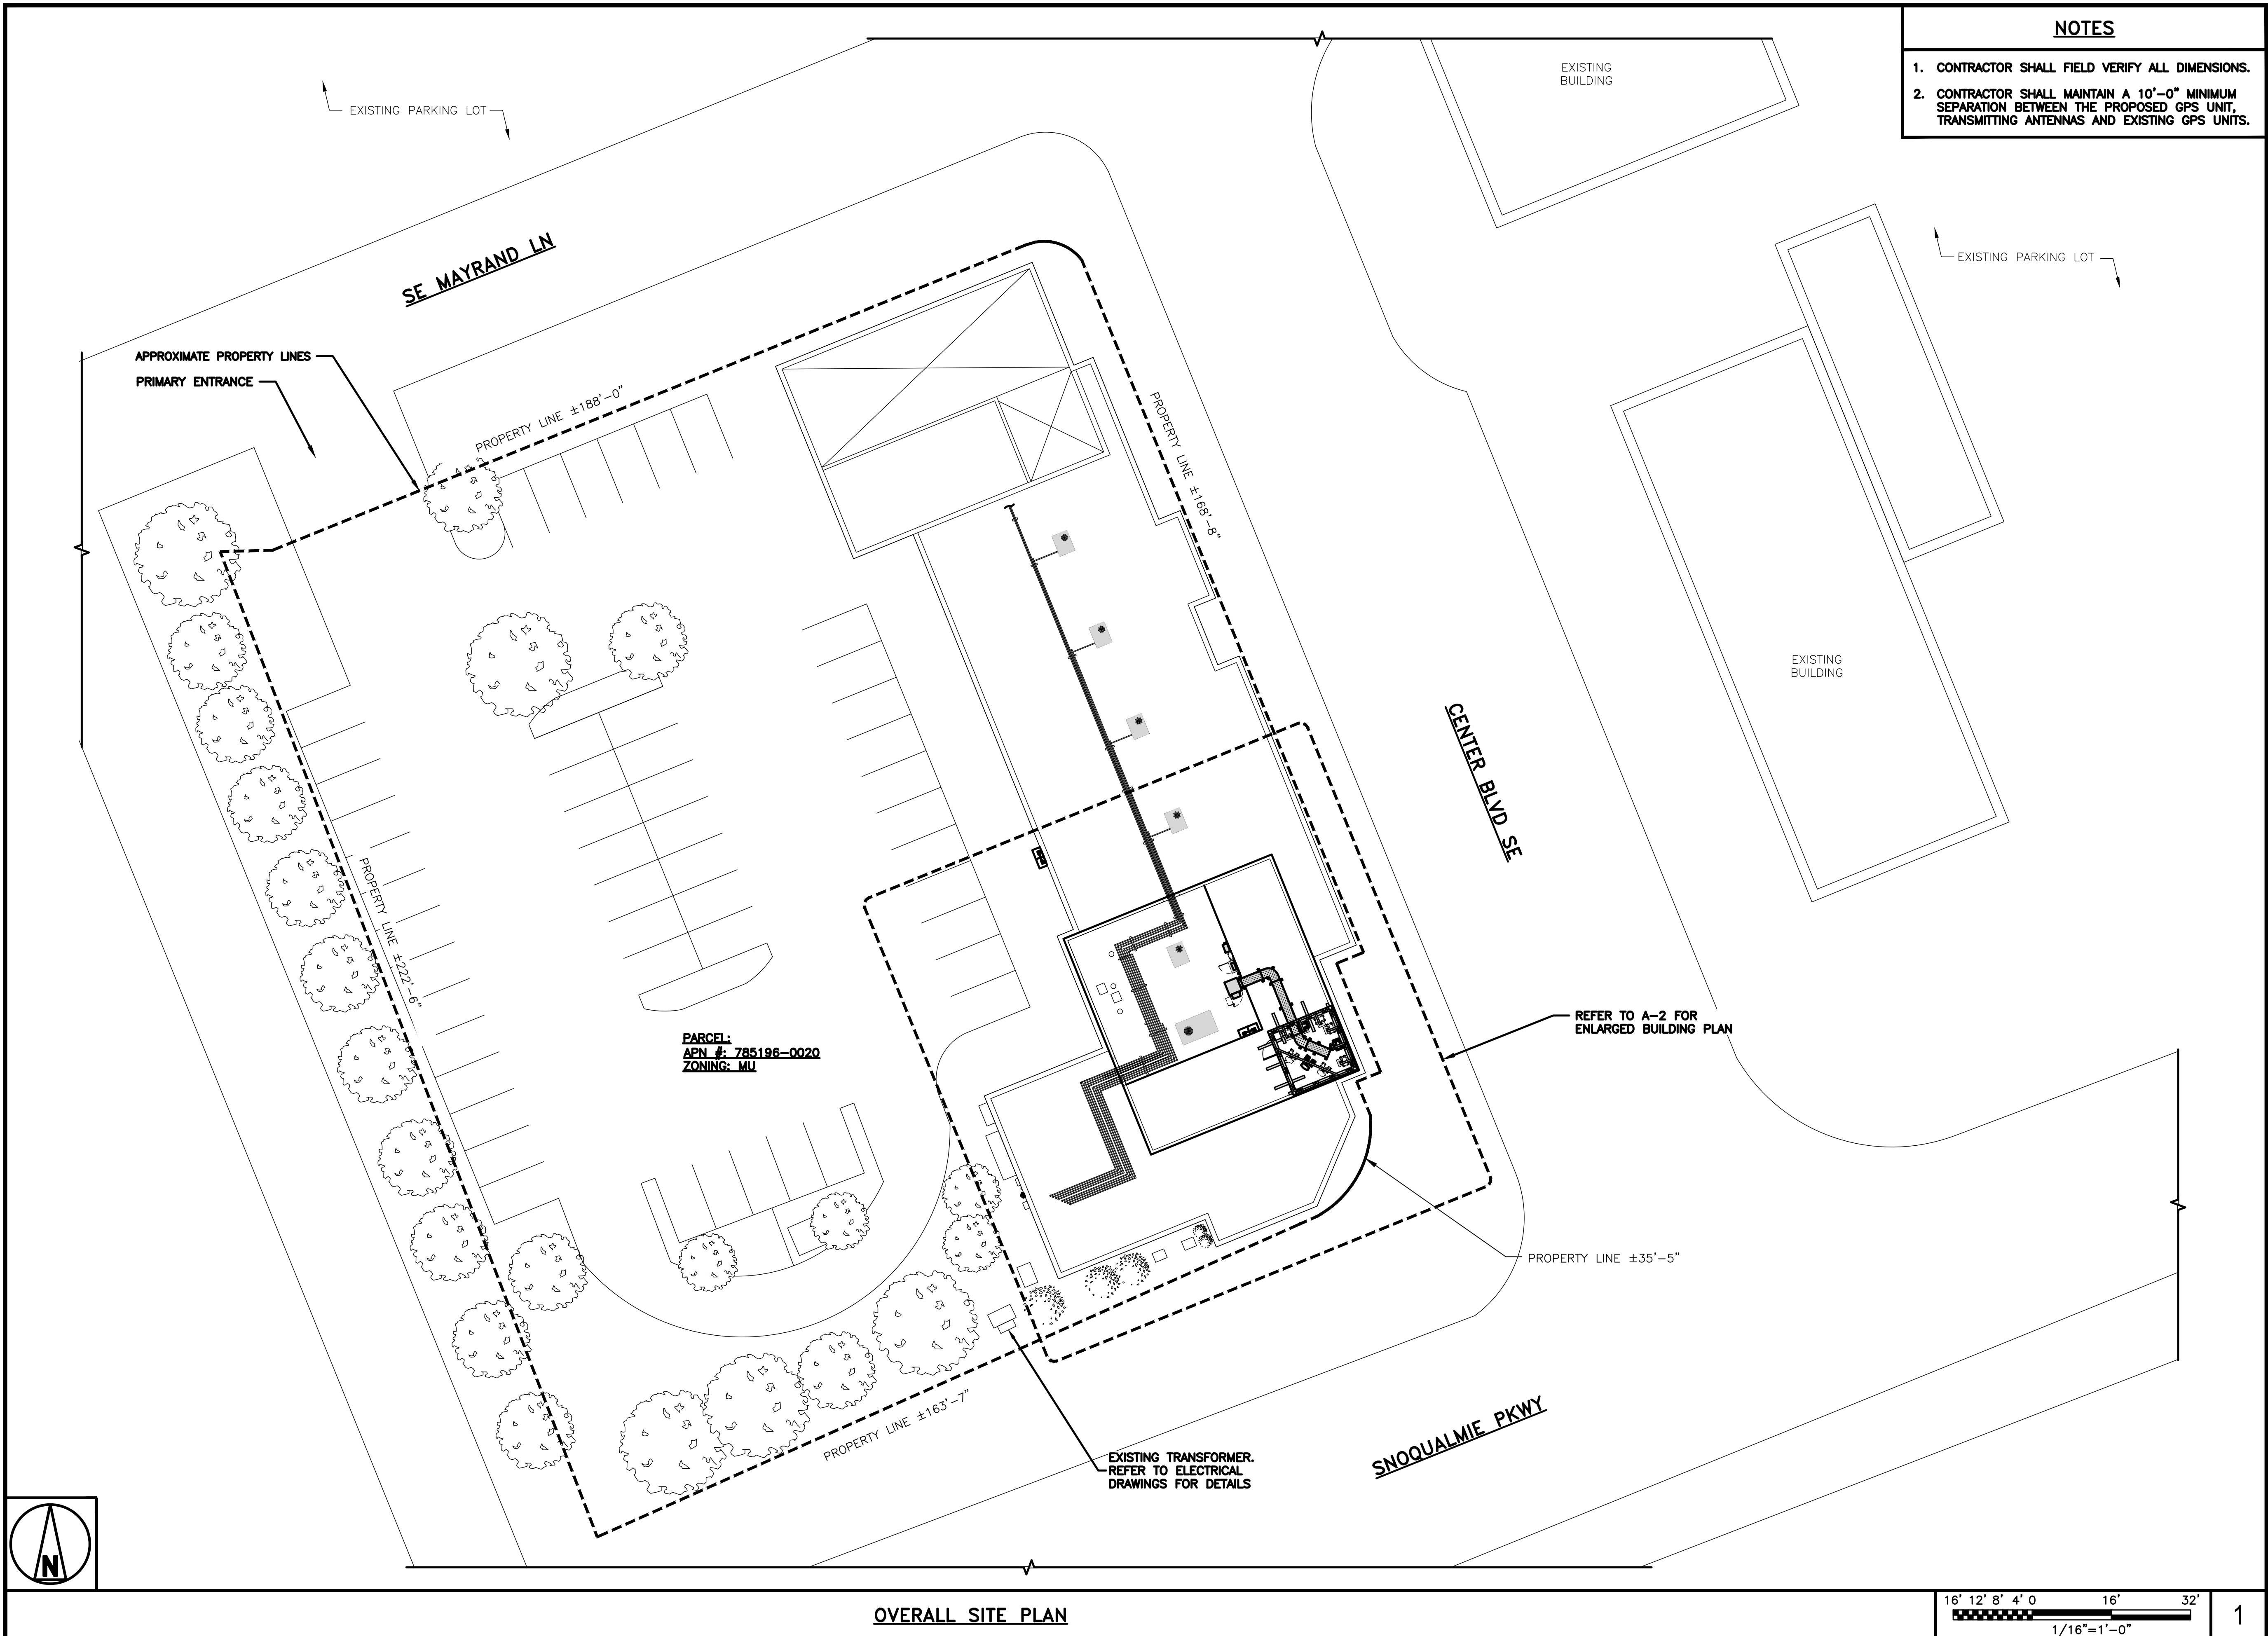 NOTES
1. CONTRACTOR SHALL FIELD VERIFY ALL DIMENSIONS.
2. CONTRACTOR SHALL MAINTAIN A 10'-0" MINIMUM
SEPARATION BETWEEN THE PROPOSED GPS UNIT,
TRANSMITTING ANTENNAS AND EXISTING GPS UNITS.
EXISTING
BUILDING
EXISTING PARKING LOT
SE MAYRAND LN
EXISTING PARKING LOT
APPROXIMATE PROPERTY LINES
PRIMARY ENTRANCE
PROPERTY LINE ±188'-0"
PROPERTY LINE ±168'-8"
EXISTING
BUILDING
CENTER BLVD SE
PROPERTY LINE ±222'-6"
REFER TO A-2 FOR
ENLARGED BUILDING PLAN
PARCEL:
APN #: 785196-0020
ZONING: MU
PROPERTY LINE ±35'-5"
PROPERTY LINE ±163'-7"
SNOQUALMIE PKWY
EXISTING TRANSFORMER.
REFER TO ELECTRICAL
DRAWINGS FOR DETAILS
N
OVERALL SITE PLAN
16' 12' 8' 4' 0 16' 32'
1/16"=1'-0"
1